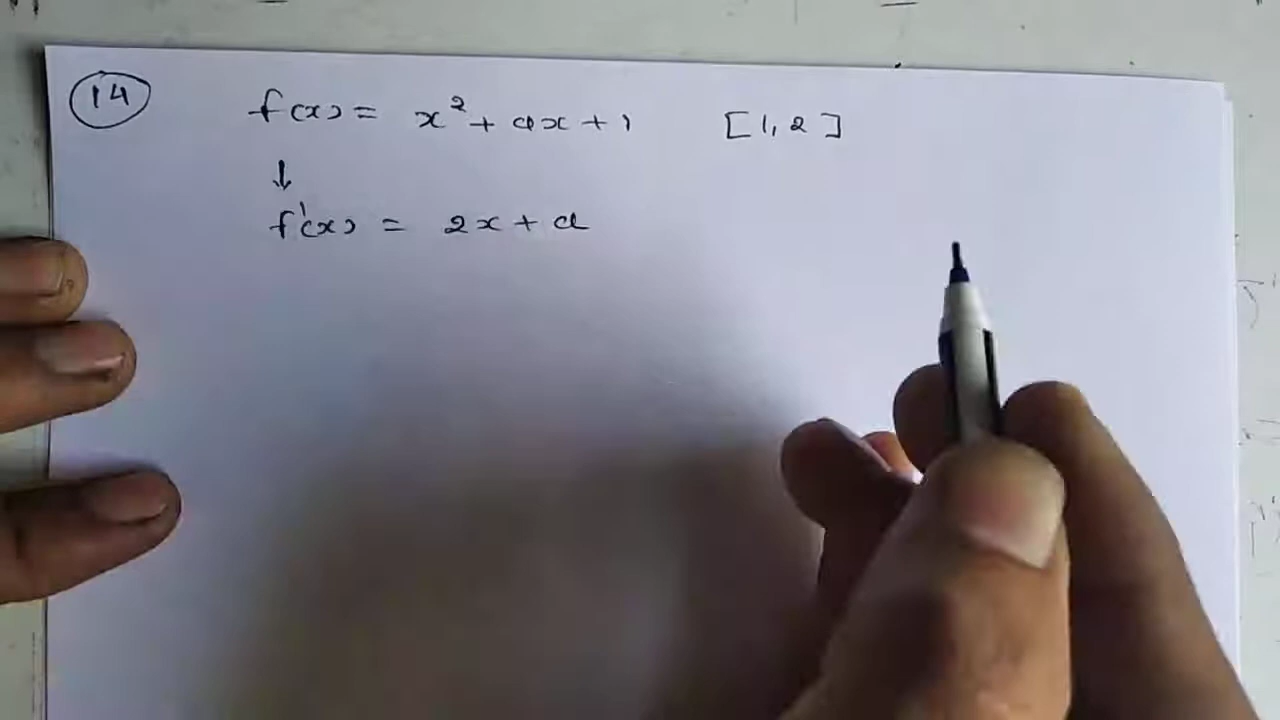 14 f(x) = x² + ax + 1 [1, 2]
↓
f'(x) = 2x + a